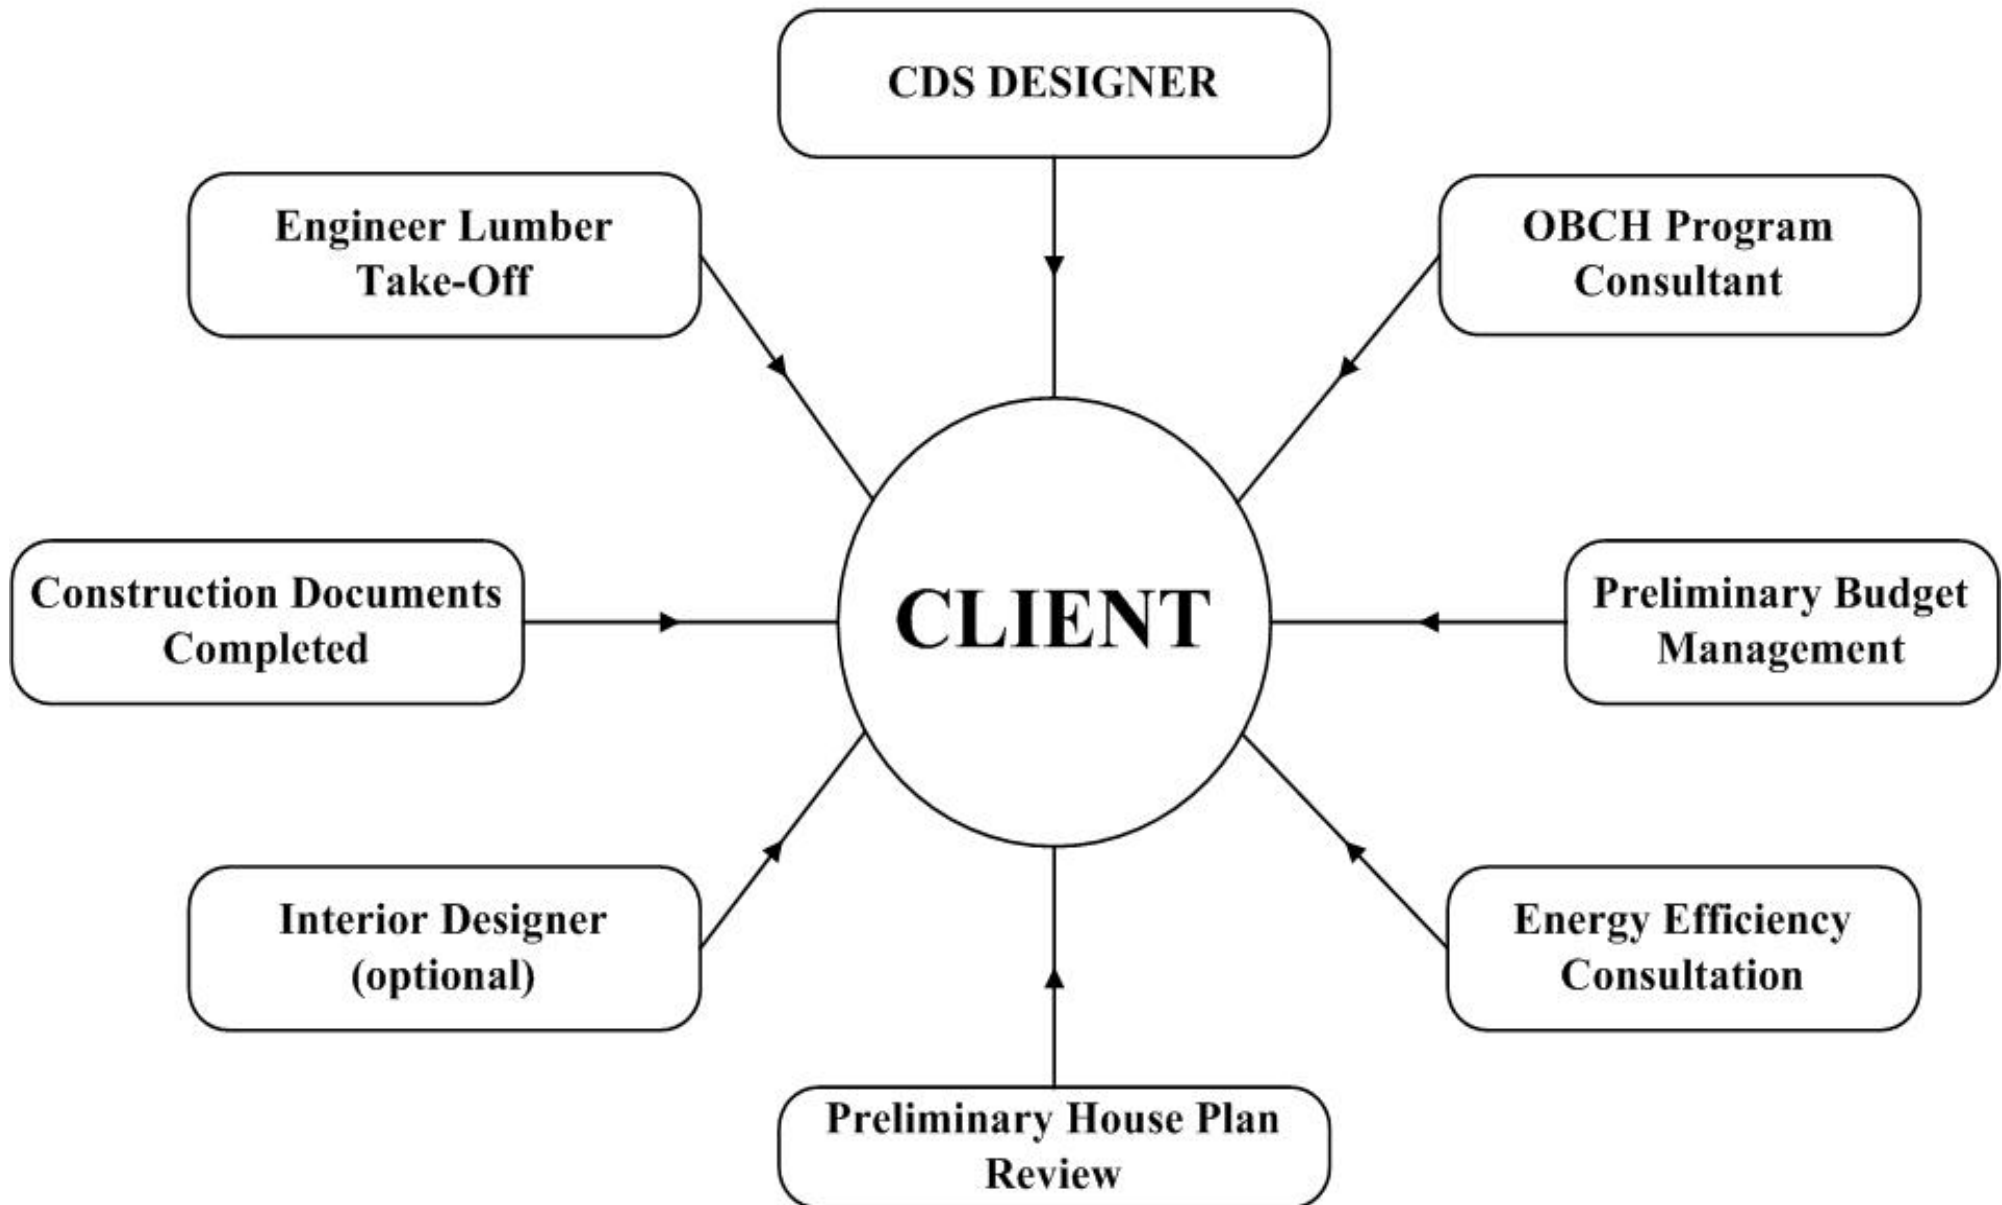 CDS DESIGNER
Engineer Lumber
Take-Off
OBCH Program
Consultant
Construction Documents
Completed
CLIENT
Preliminary Budget
Management
Interior Designer
(optional)
Energy Efficiency
Consultation
Preliminary House Plan
Review